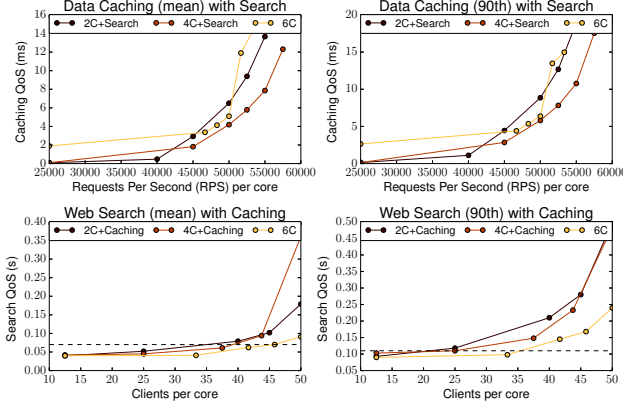 Data Caching (mean) with Search
2C+Search 4C+Search 6C
Caching QoS (ms)
16
14
12
10
8
6
4
2
0
25000 30000 35000 40000 45000 50000 55000 60000
Requests Per Second (RPS) per core
Data Caching (90th) with Search
2C+Search 4C+Search 6C
Caching QoS (ms)
20
15
10
5
0
25000 30000 35000 40000 45000 50000 55000 60000
Requests Per Second (RPS) per core
Web Search (mean) with Caching
2C+Caching 4C+Caching 6C
Search QoS (s)
0.40
0.35
0.30
0.25
0.20
0.15
0.10
0.05
0.00
10 15 20 25 30 35 40 45 50
Clients per core
Web Search (90th) with Caching
2C+Caching 4C+Caching 6C
Search QoS (s)
0.50
0.45
0.40
0.35
0.30
0.25
0.20
0.15
0.10
0.05
10 15 20 25 30 35 40 45 50
Clients per core